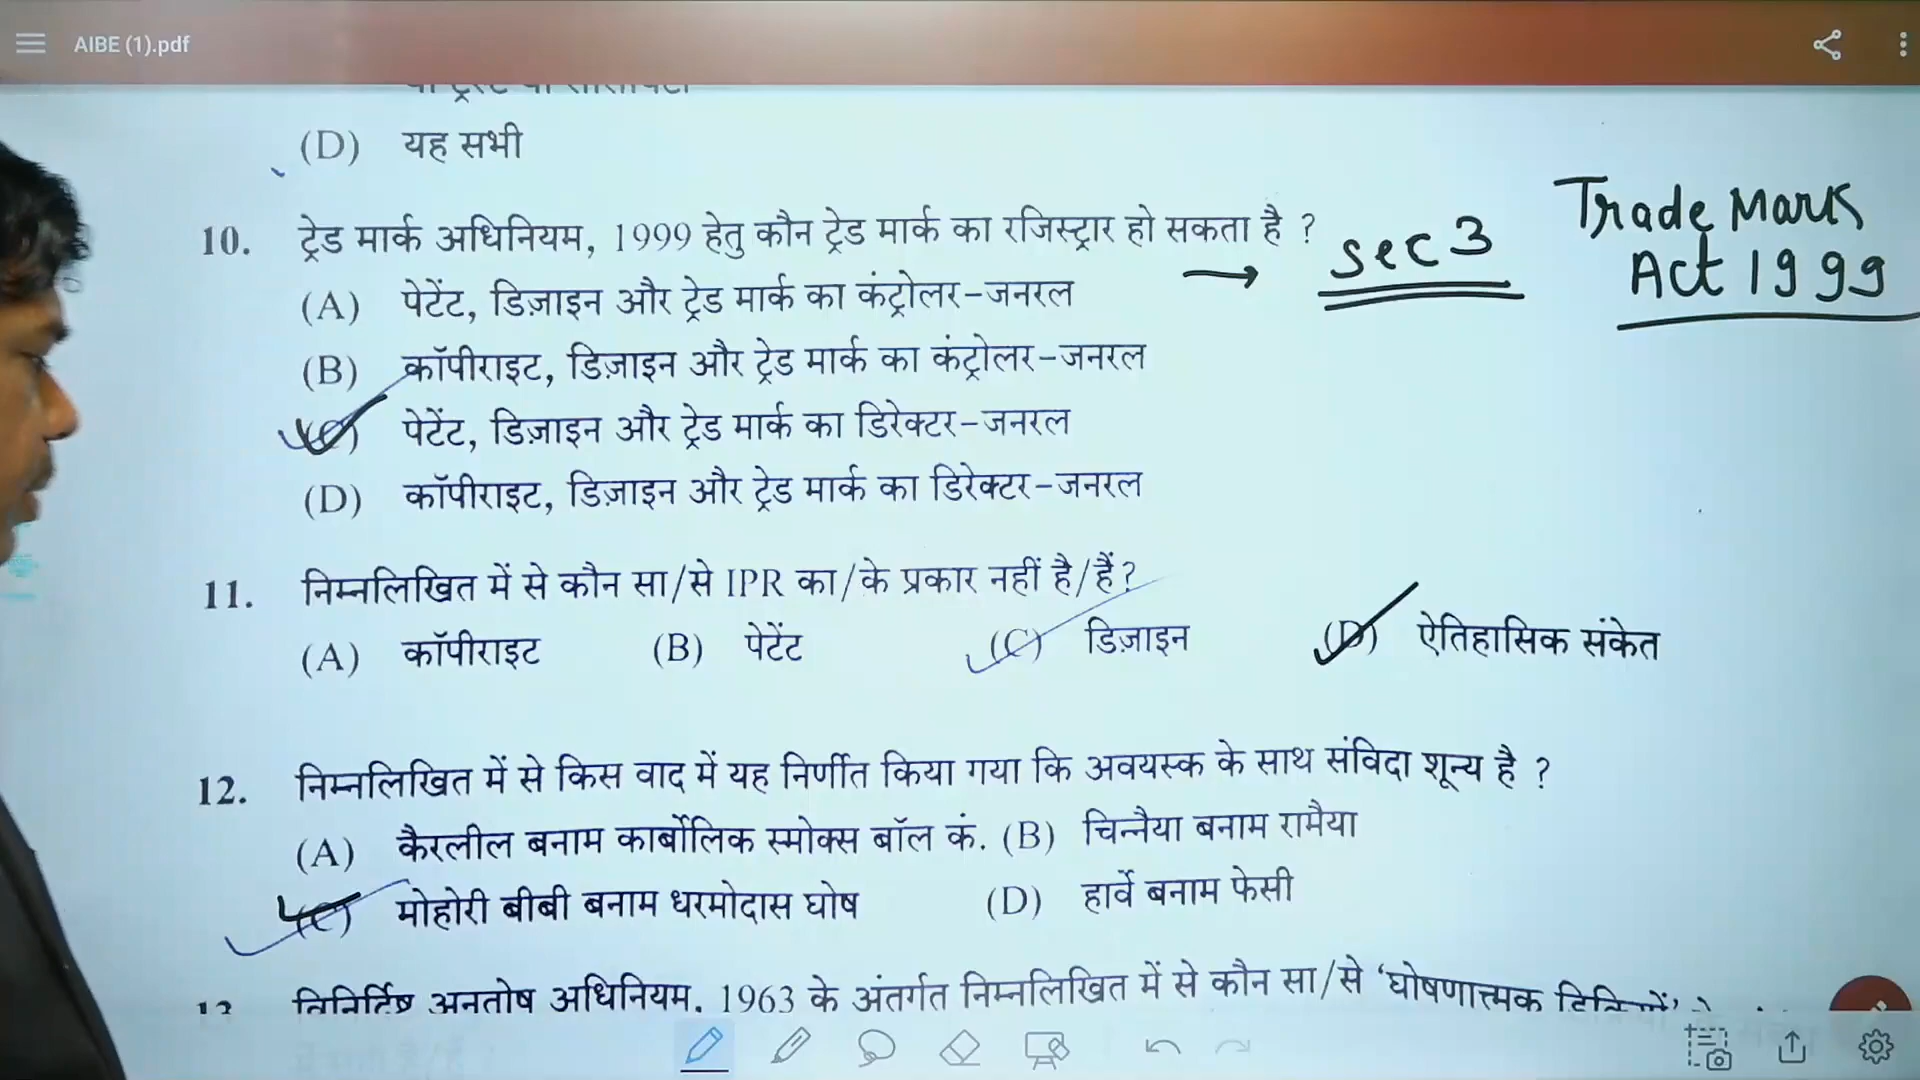 AIBE (1).pdf
(D) यह सभी
10. ट्रेड मार्क अधिनियम, 1999 हेतु कौन ट्रेड मार्क का रजिस्ट्रार हो सकता है ?
sec 3
Trade Mark
Act 1999
(A) पेटेंट, डिज़ाइन और ट्रेड मार्क का कंट्रोलर-जनरल
(B) कॉपीराइट, डिज़ाइन और ट्रेड मार्क का कंट्रोलर-जनरल
(C) पेटेंट, डिज़ाइन और ट्रेड मार्क का डिरेक्टर-जनरल
(D) कॉपीराइट, डिज़ाइन और ट्रेड मार्क का डिरेक्टर-जनरल
11. निम्नलिखित में से कौन सा/से IPR का/के प्रकार नहीं है/हैं?
(A) कॉपीराइट (B) पेटेंट (C) डिज़ाइन (D) ऐतिहासिक संकेत
12. निम्नलिखित में से किस वाद में यह निर्णीत किया गया कि अवयस्क के साथ संविदा शून्य है ?
(A) कैरलील बनाम कार्बोलिक स्मोक्स बॉल कं. (B) चिन्नैया बनाम रामैया
(C) मोहोरी बीबी बनाम धरमोदास घोष (D) हार्वे बनाम फेसी
13 विनिर्दिष्ट अनतोष अधिनियम, 1963 के अंतर्गत निम्नलिखित में से कौन सा/से 'घोषणात्मक